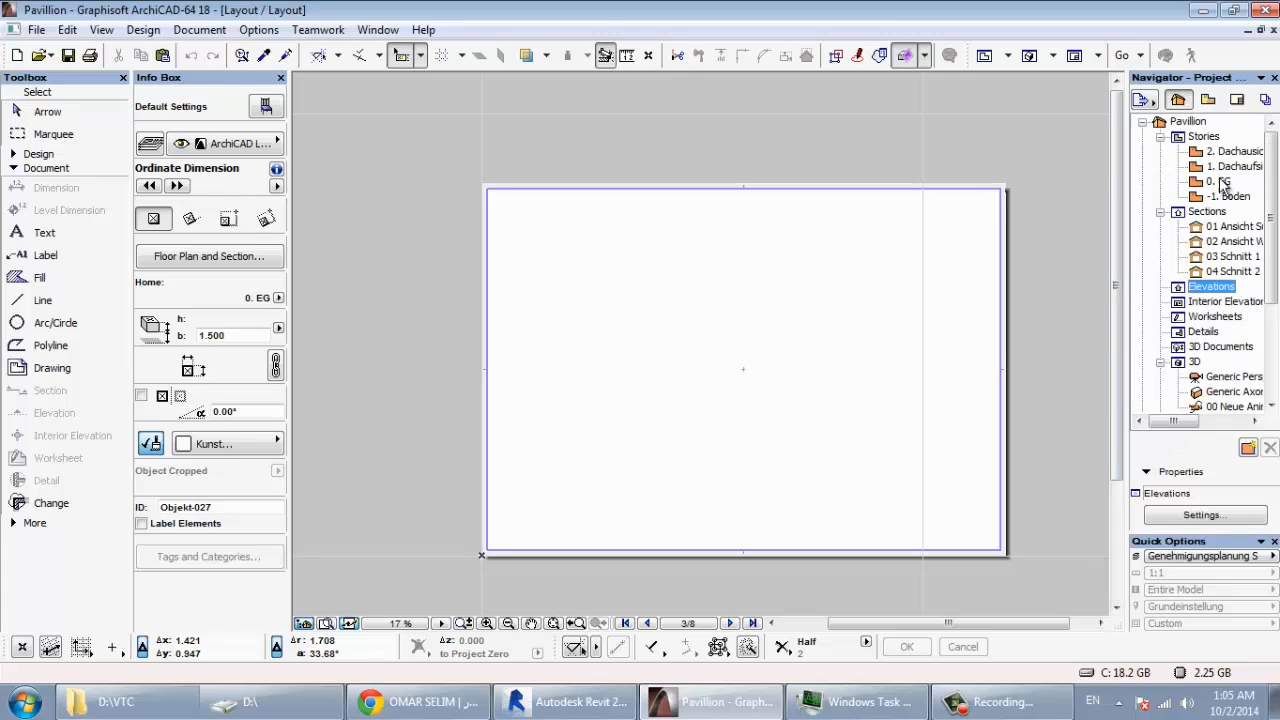 Pavillion - Graphisoft ArchiCAD-64 18 - [Layout / Layout]
File Edit View Design Document Options Teamwork Window Help
Go
Toolbox
Select
Arrow
Marquee
Design
Document
Dimension
Level Dimension
Text
Label
Fill
Line
Arc/Circle
Polyline
Drawing
Section
Elevation
Interior Elevation
Worksheet
Detail
Change
More
Info Box
Default Settings
ArchiCAD L...
Ordinate Dimension
Floor Plan and Section...
Home:
0. EG
h:
b: 1.500
α 0.00°
Kunst...
Object Cropped
ID: Objekt-027
Label Elements
Tags and Categories...
Navigator - Project ...
Pavillion
Stories
2. Dachausic
1. Dachaufsi
0. EG
-1. Boden
Sections
01 Ansicht S
02 Ansicht W
03 Schnitt 1
04 Schnitt 2
Elevations
Interior Elevation
Worksheets
Details
3D Documents
3D
Generic Pers
Generic Axon
00 Neue Ani
Properties
Elevations
Settings...
Quick Options
Genehmigungsplanung S
1:1
Entire Model
Grundeinstellung
Custom
17 %
3/8
Δx: 1.421
Δy: 0.947
Δr: 1.708
a: 33.68°
Δz: 0.000
to Project Zero
Half
2
OK
Cancel
C: 18.2 GB
2.25 GB
D:\VTC
D:\
OMAR SELIM | ...
Autodesk Revit 2...
Pavillion - Graph...
Windows Task ...
Recording...
EN
1:05 AM
10/2/2014